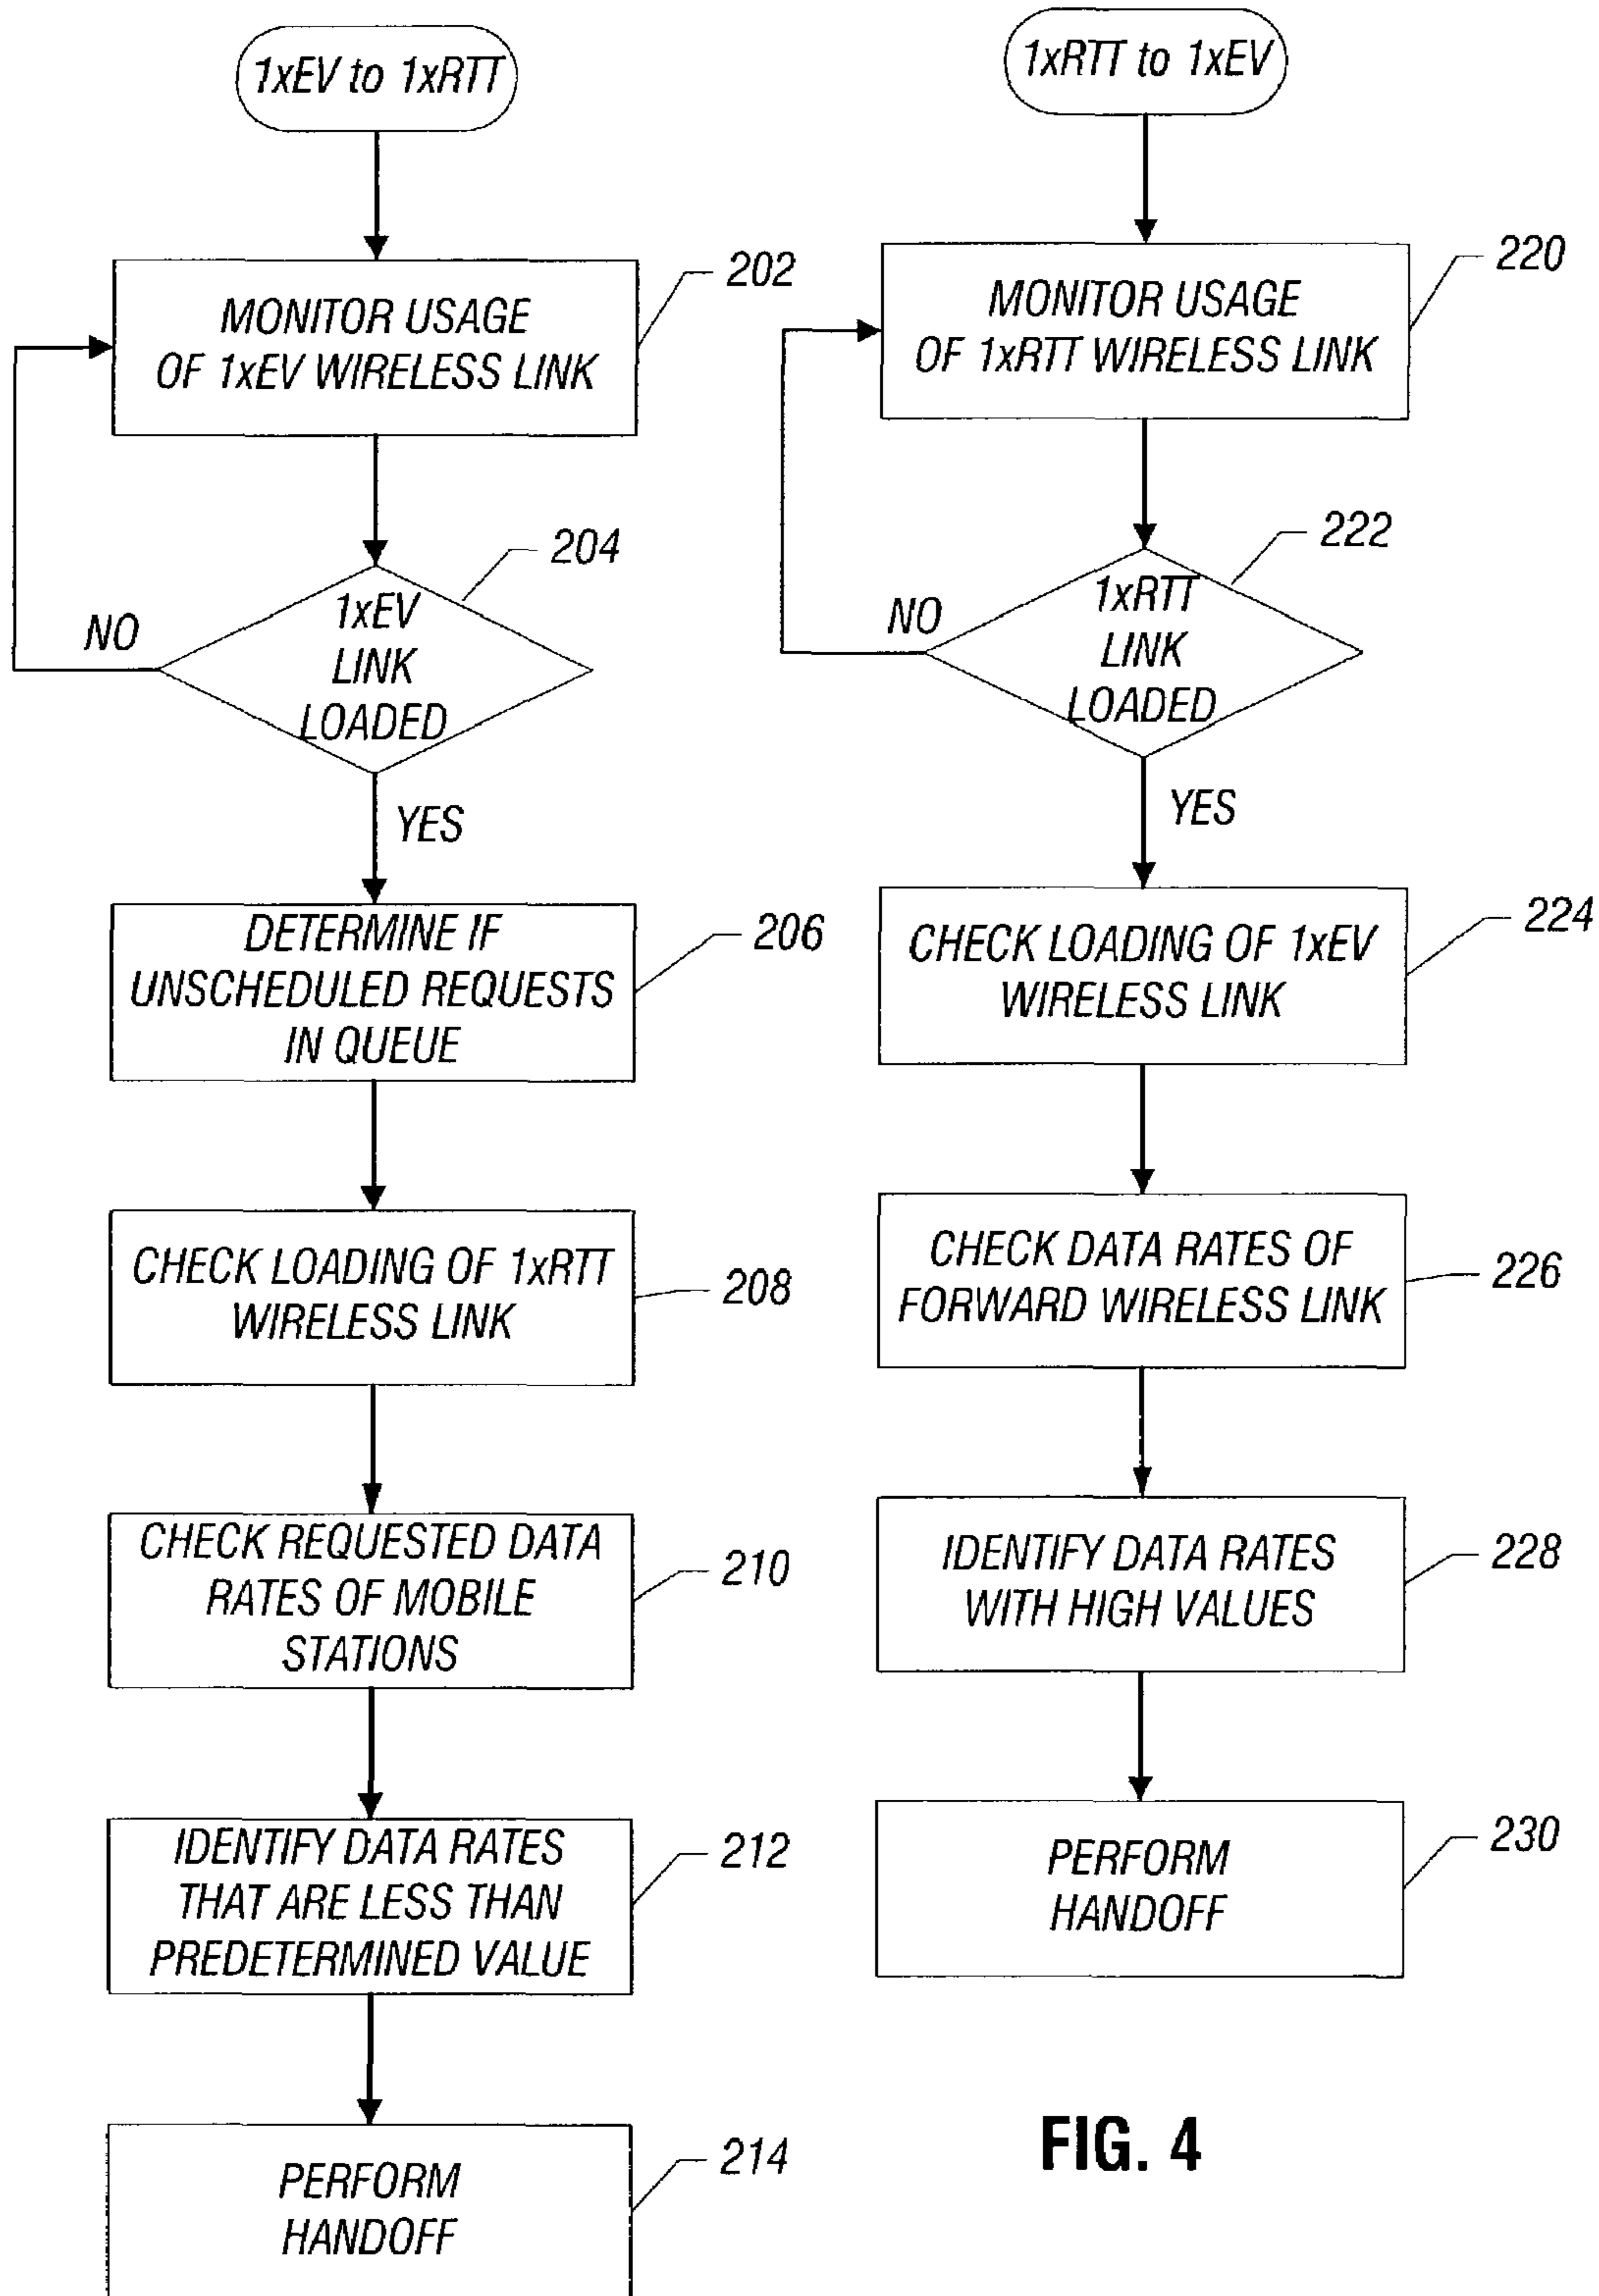 1xEV to 1xRTT
MONITOR USAGE
OF 1xEV WIRELESS LINK
202
1xEV
LINK
LOADED
204
NO
YES
DETERMINE IF
UNSCHEDULED REQUESTS
IN QUEUE
206
CHECK LOADING OF 1xRTT
WIRELESS LINK
208
CHECK REQUESTED DATA
RATES OF MOBILE
STATIONS
210
IDENTIFY DATA RATES
THAT ARE LESS THAN
PREDETERMINED VALUE
212
PERFORM
HANDOFF
214
1xRTT to 1xEV
MONITOR USAGE
OF 1xRTT WIRELESS LINK
220
1xRTT
LINK
LOADED
222
NO
YES
CHECK LOADING OF 1xEV
WIRELESS LINK
224
CHECK DATA RATES OF
FORWARD WIRELESS LINK
226
IDENTIFY DATA RATES
WITH HIGH VALUES
228
PERFORM
HANDOFF
230
FIG. 4